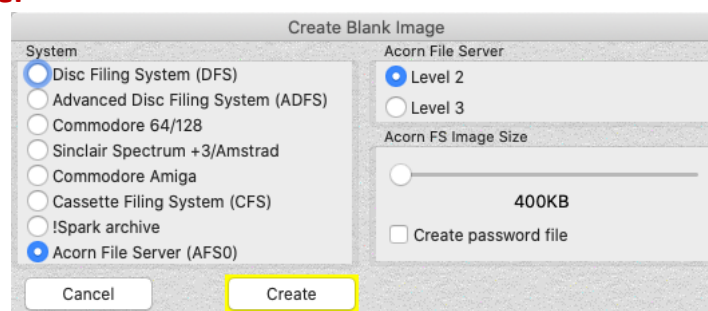 Create Blank Image
System
Disc Filing System (DFS)
Advanced Disc Filing System (ADFS)
Commodore 64/128
Sinclair Spectrum +3/Amstrad
Commodore Amiga
Cassette Filing System (CFS)
!Spark archive
Acorn File Server (AFS0)
Acorn File Server
Level 2
Level 3
Acorn FS Image Size
400KB
Create password file
Cancel
Create